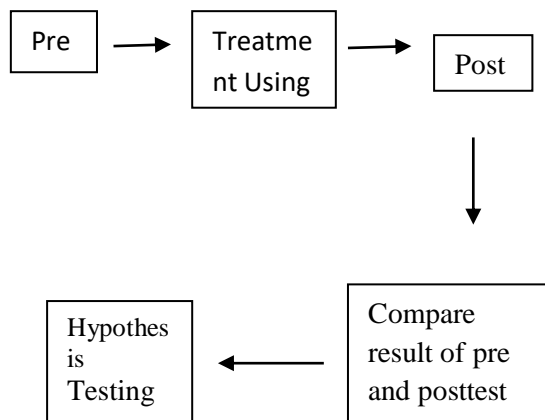 Pre
Treatme
nt Using
Post
Compare
result of pre
and posttest
Hypothes
is
Testing